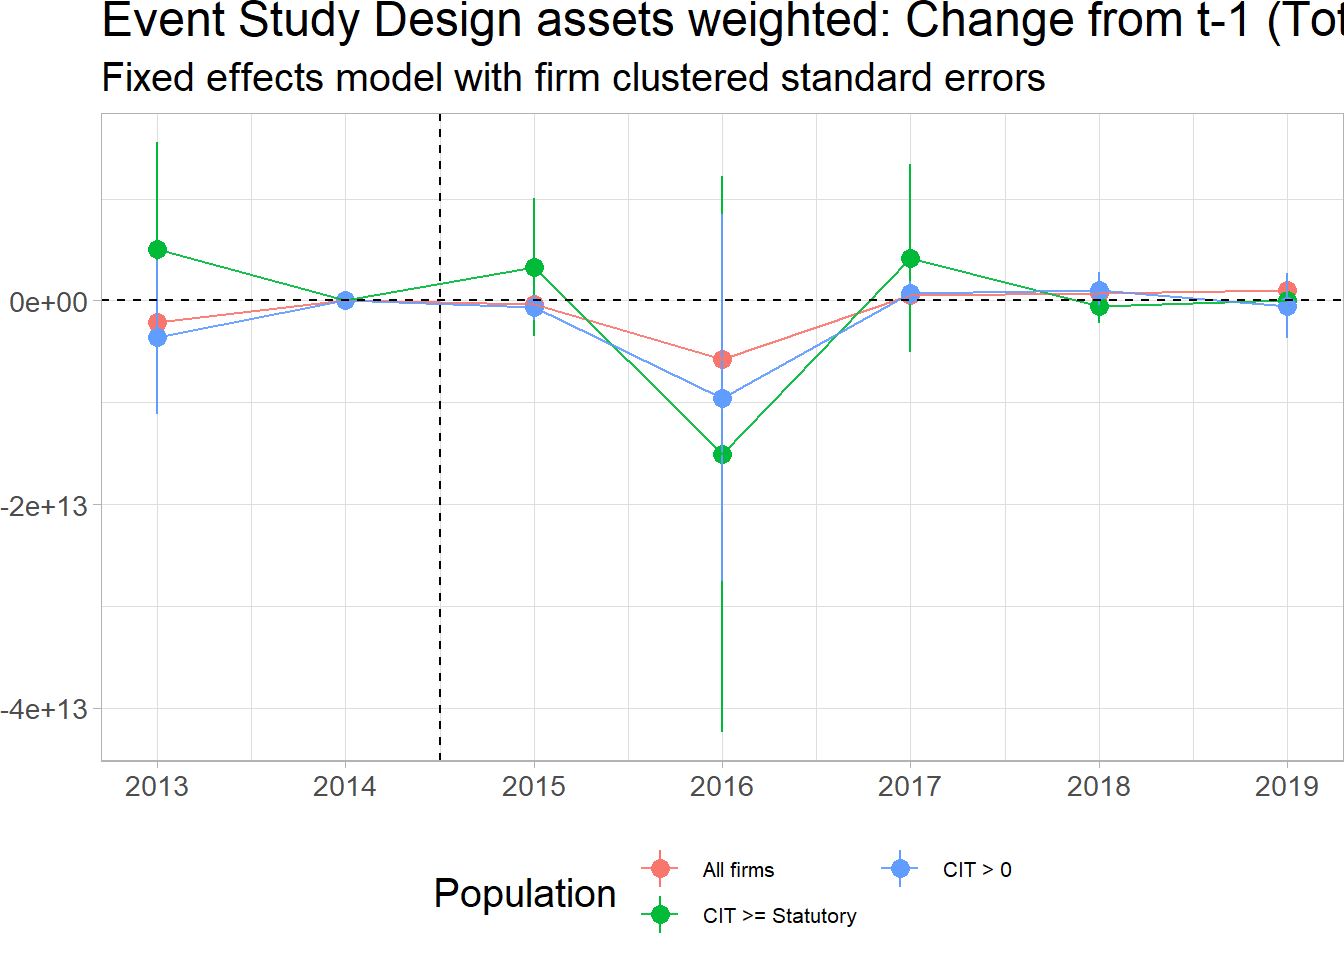 Event Study Design assets weighted: Change from t-1 (Tot
Fixed effects model with firm clustered standard errors
0e+00
-2e+13
-4e+13
2013 2014 2015 2016 2017 2018 2019
Population
All firms
CIT >= Statutory
CIT > 0